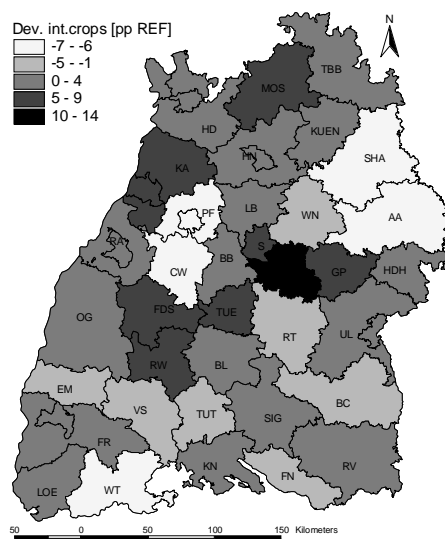 Dev. int.crops [pp REF]
-7 - -6
-5 - -1
0 - 4
5 - 9
10 - 14
N
TBB
MOS
HD
KUEN
HN
SHA
KA
PF
LB
WN
AA
RA
S
CW
BB
GP
HDH
OG
FDS
TUE
RT
UL
RW
BL
EM
VS
TUT
SIG
BC
FR
KN
FN
RV
LOE
WT
50 0 50 100 150 Kilometers